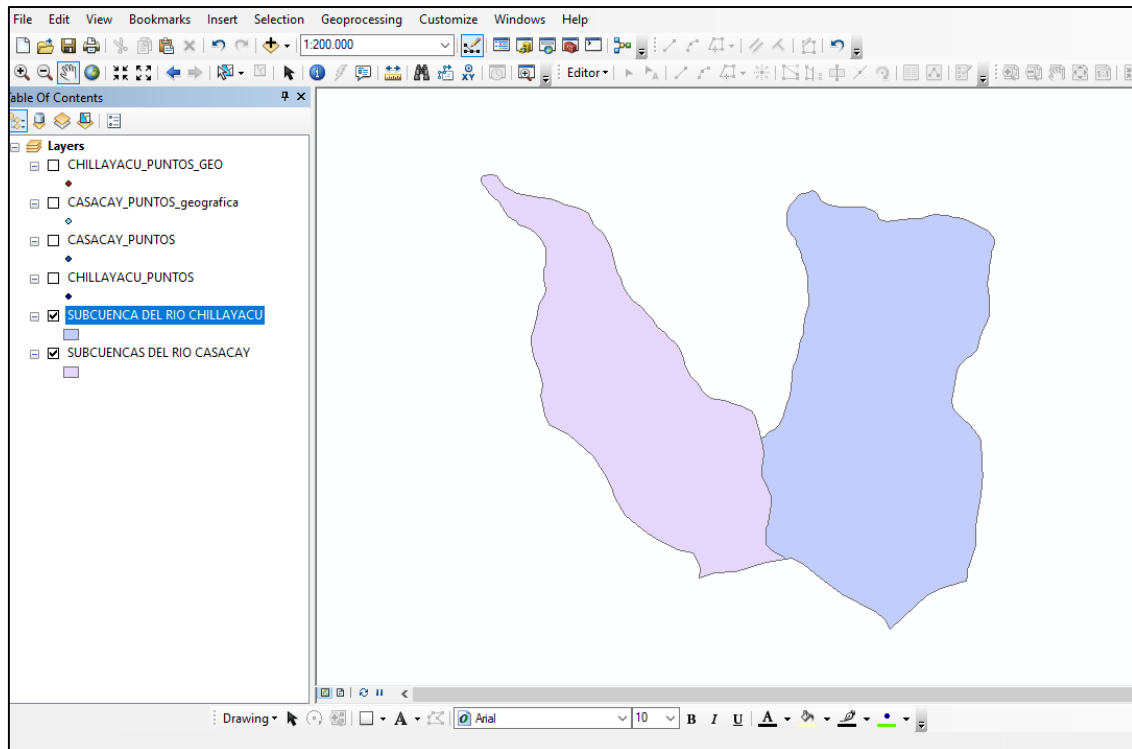 File Edit View Bookmarks Insert Selection Geoprocessing Customize Windows Help
1:200.000
Editor
able Of Contents
Layers
CHILLAYACU_PUNTOS_GEO
CASACAY_PUNTOS_geografica
CASACAY_PUNTOS
CHILLAYACU_PUNTOS
SUBCUENCA DEL RIO CHILLAYACU
SUBCUENCAS DEL RIO CASACAY
Drawing A Arial 10 B I U A